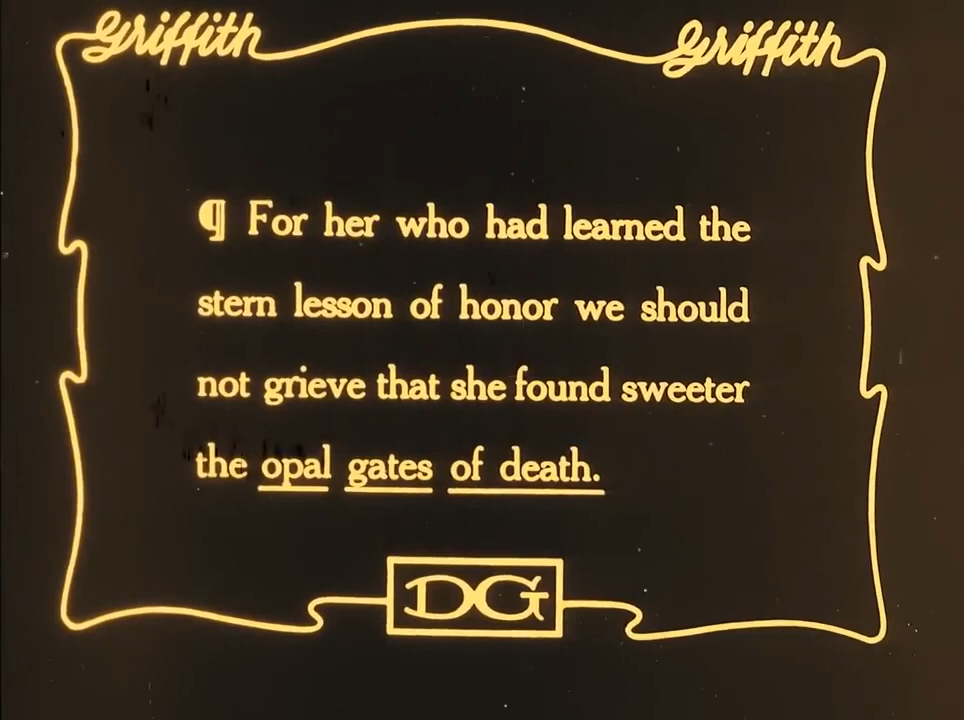 Griffith Griffith
¶ For her who had learned the
stern lesson of honor we should
not grieve that she found sweeter
the opal gates of death.
DG